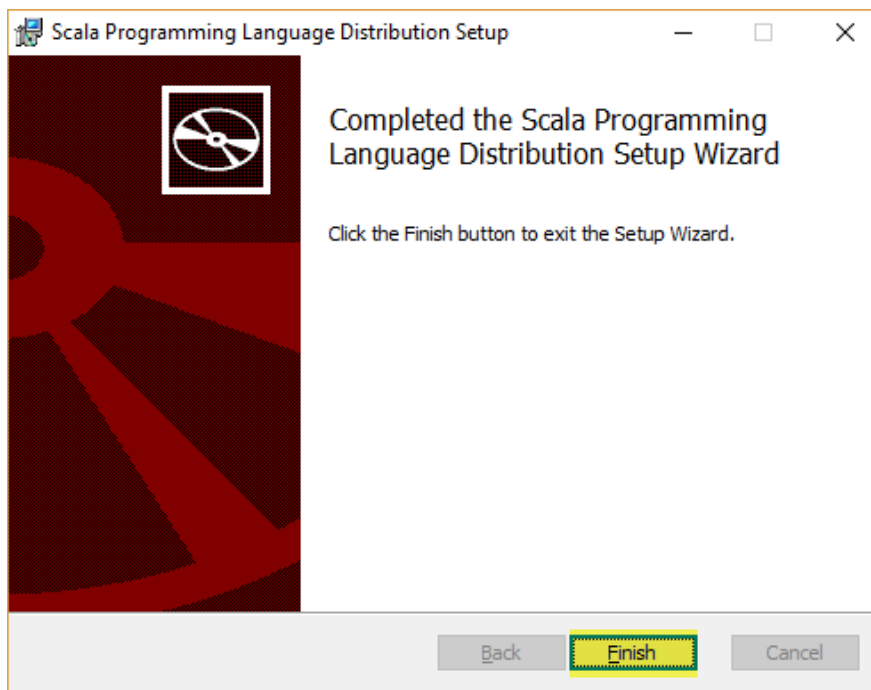 Scala Programming Language Distribution Setup
Completed the Scala Programming
Language Distribution Setup Wizard
Click the Finish button to exit the Setup Wizard.
Back Finish Cancel